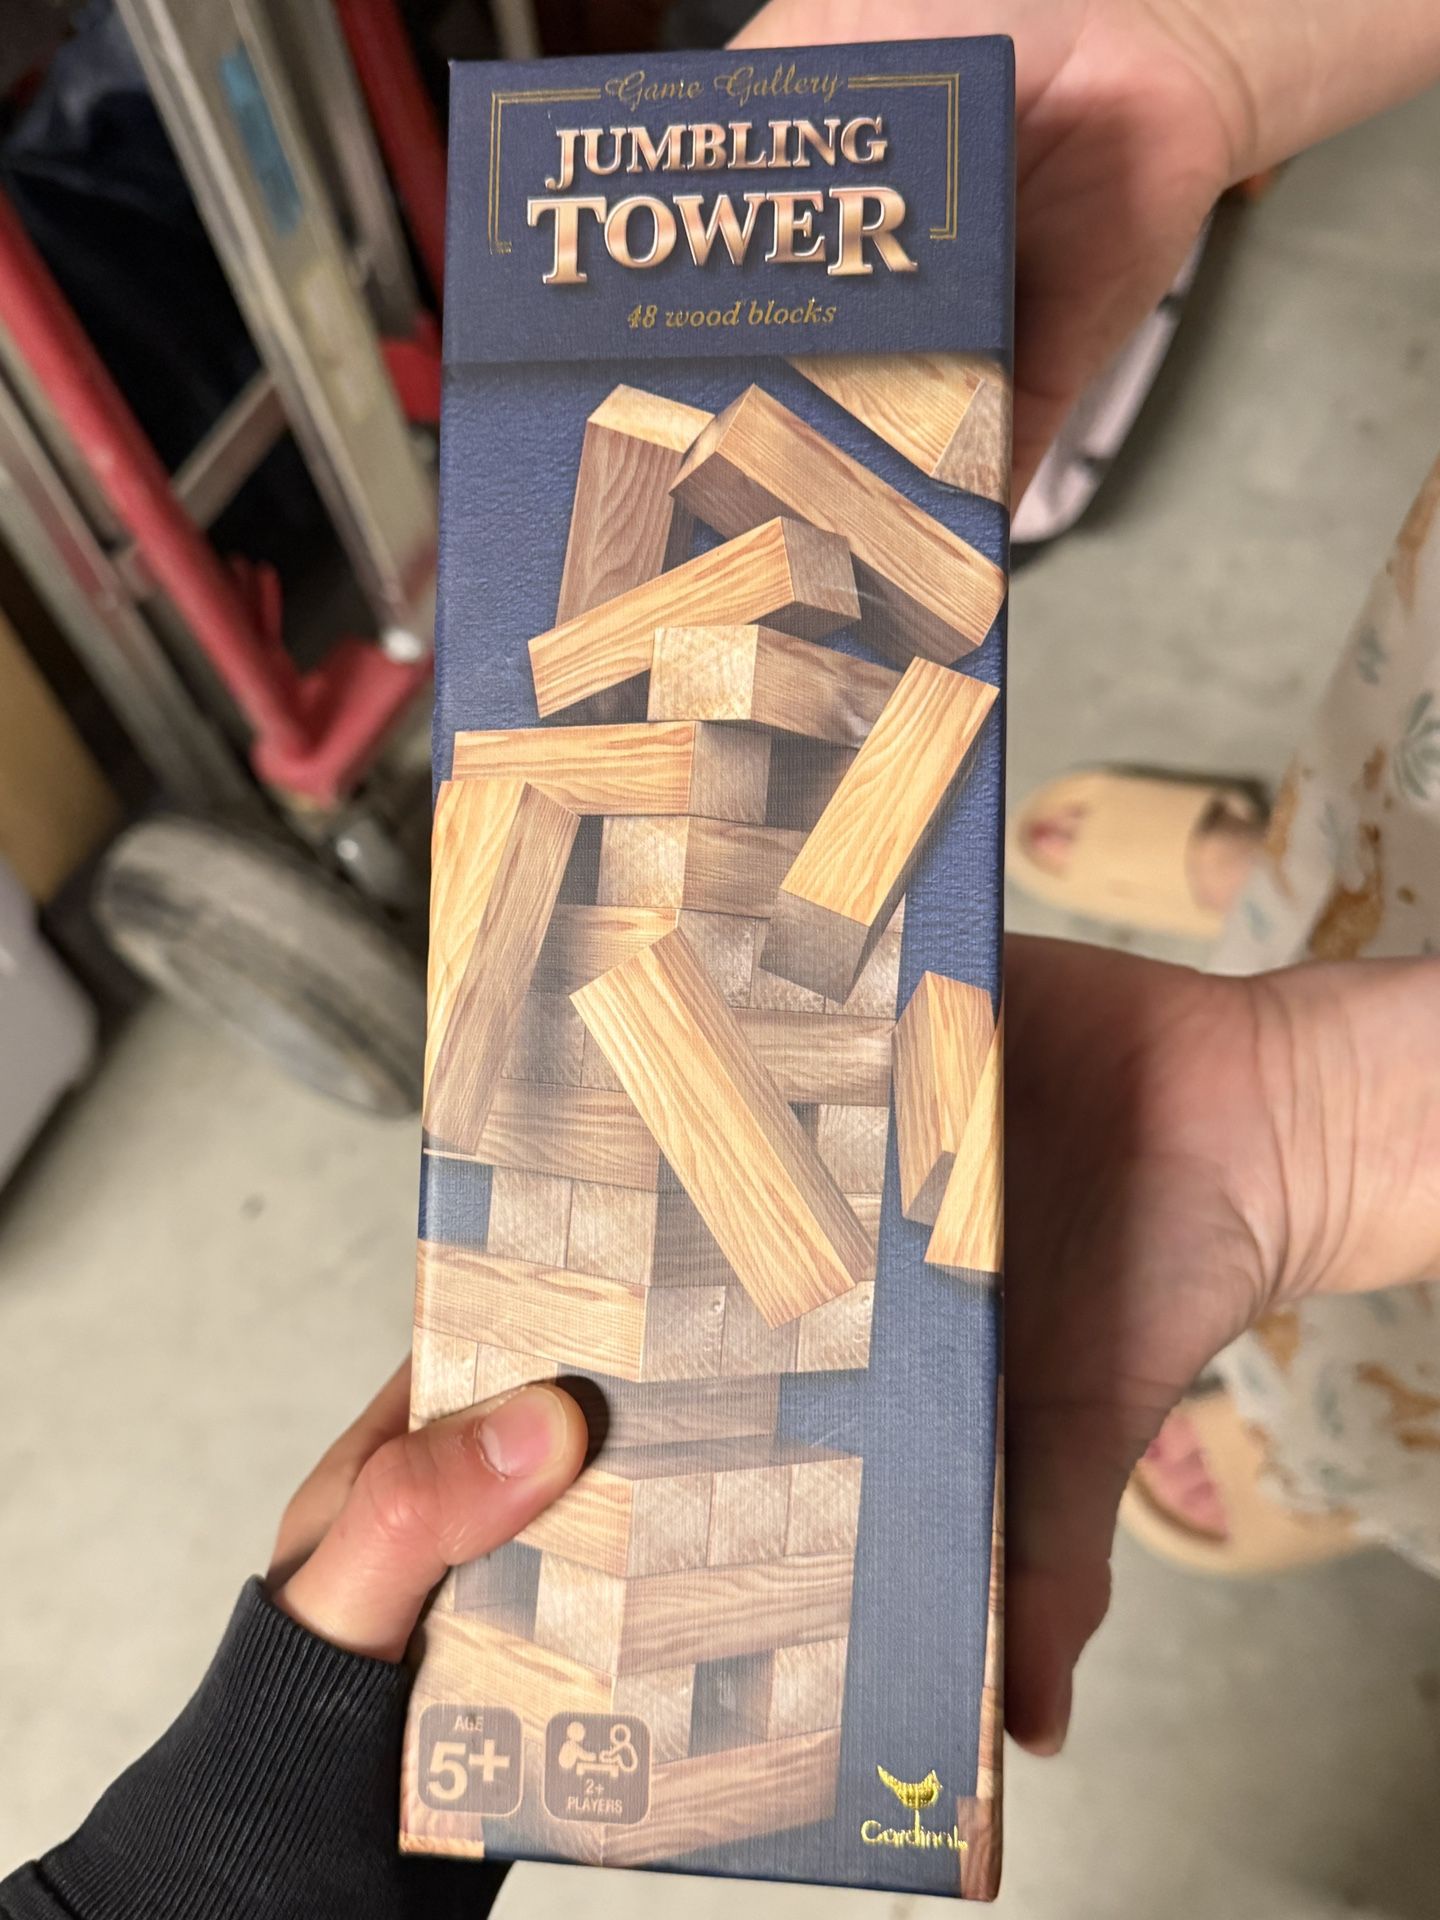 Game Gallery
JUMBLING
TOWER
48 wood blocks
AGE
5+
2+
PLAYERS
Cardinal